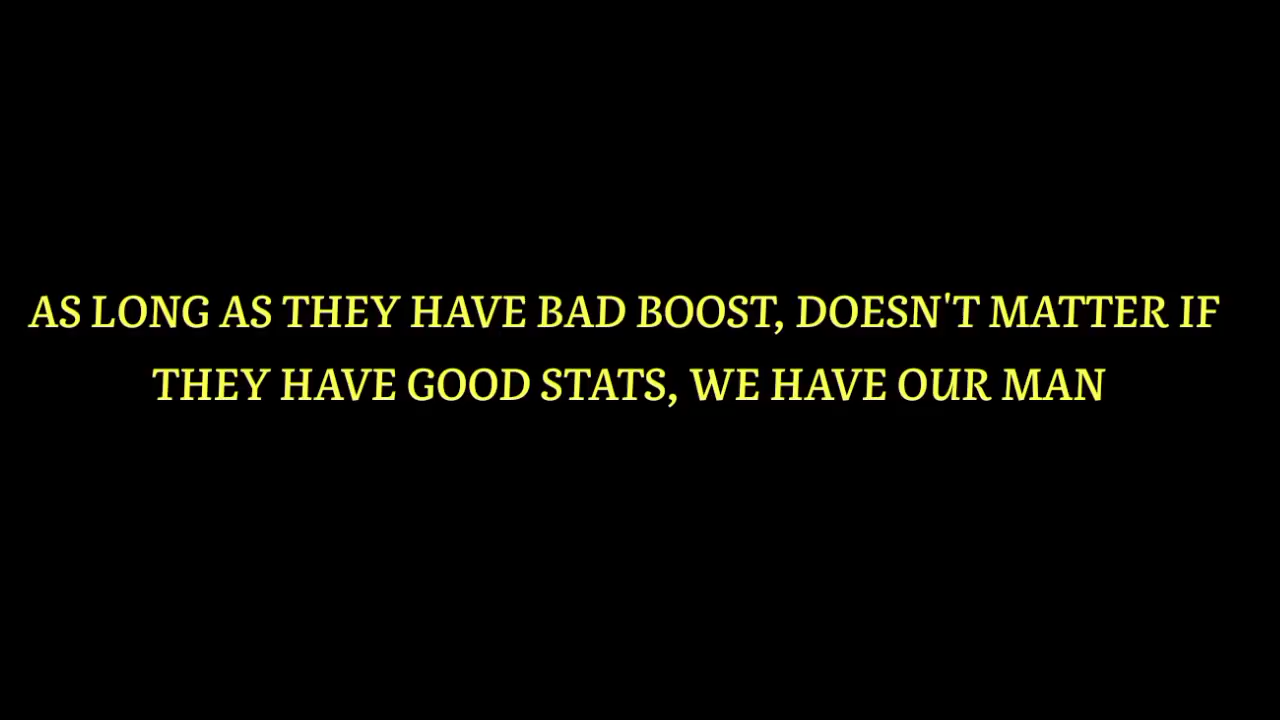 AS LONG AS THEY HAVE BAD BOOST, DOESN'T MATTER IF
THEY HAVE GOOD STATS, WE HAVE OUR MAN